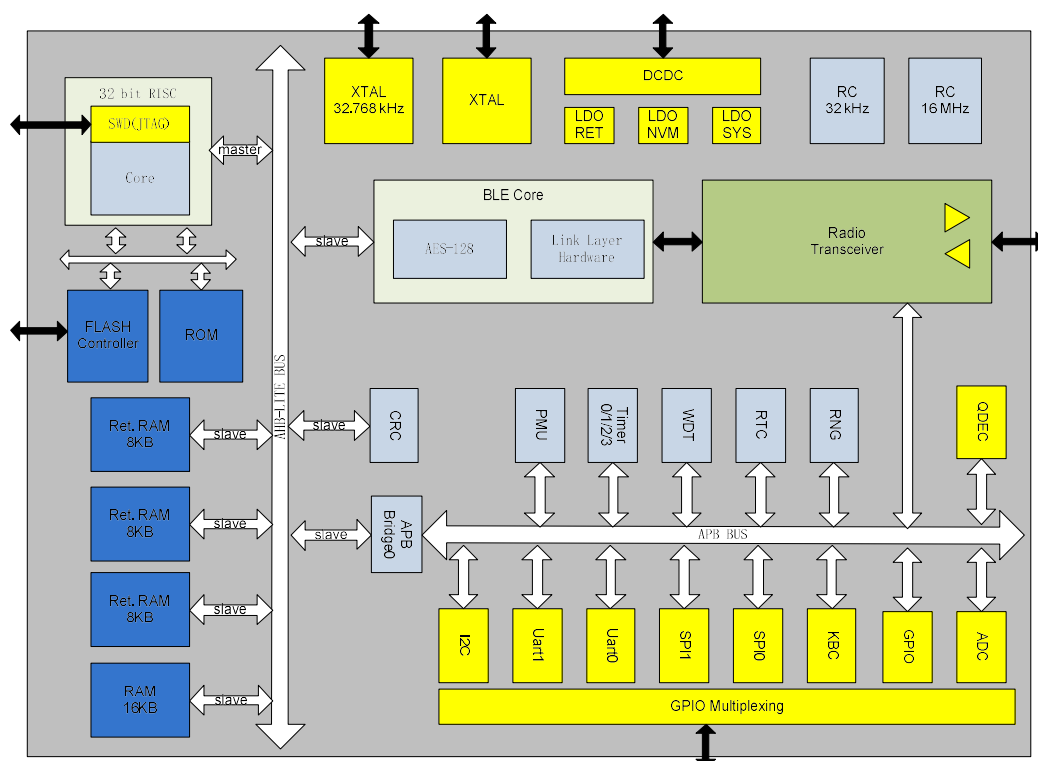 XTAL
32.768 kHz
XTAL
DCDC
LDO
RET
LDO
NVM
LDO
SYS
RC
32 kHz
RC
16 MHz
32 bit RISC
SWD(JTAG)
Core
master
BLE Core
AES-128
Link Layer
Hardware
slave
Radio
Transceiver
FLASH
Controller
ROM
AHB-LITE BUS
Ret. RAM
8KB
slave
Ret. RAM
8KB
slave
Ret. RAM
8KB
slave
RAM
16KB
slave
slave
CRC
slave
APB
Bridge0
PMU
Timer
0/1/2/3
WDT
RTC
RNG
QDEC
APB BUS
I2C
Uart1
Uart0
SPI1
SPI0
KBC
GPIO
ADC
GPIO Multiplexing